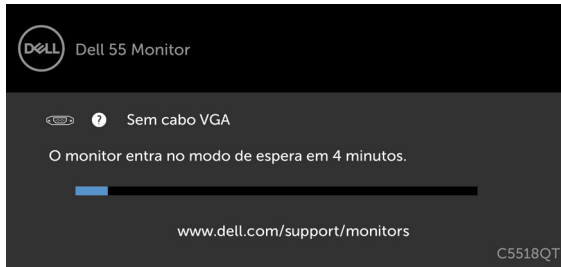 DELL
Dell 55 Monitor
? Sem cabo VGA
O monitor entra no modo de espera em 4 minutos.
www.dell.com/support/monitors
C5518QT